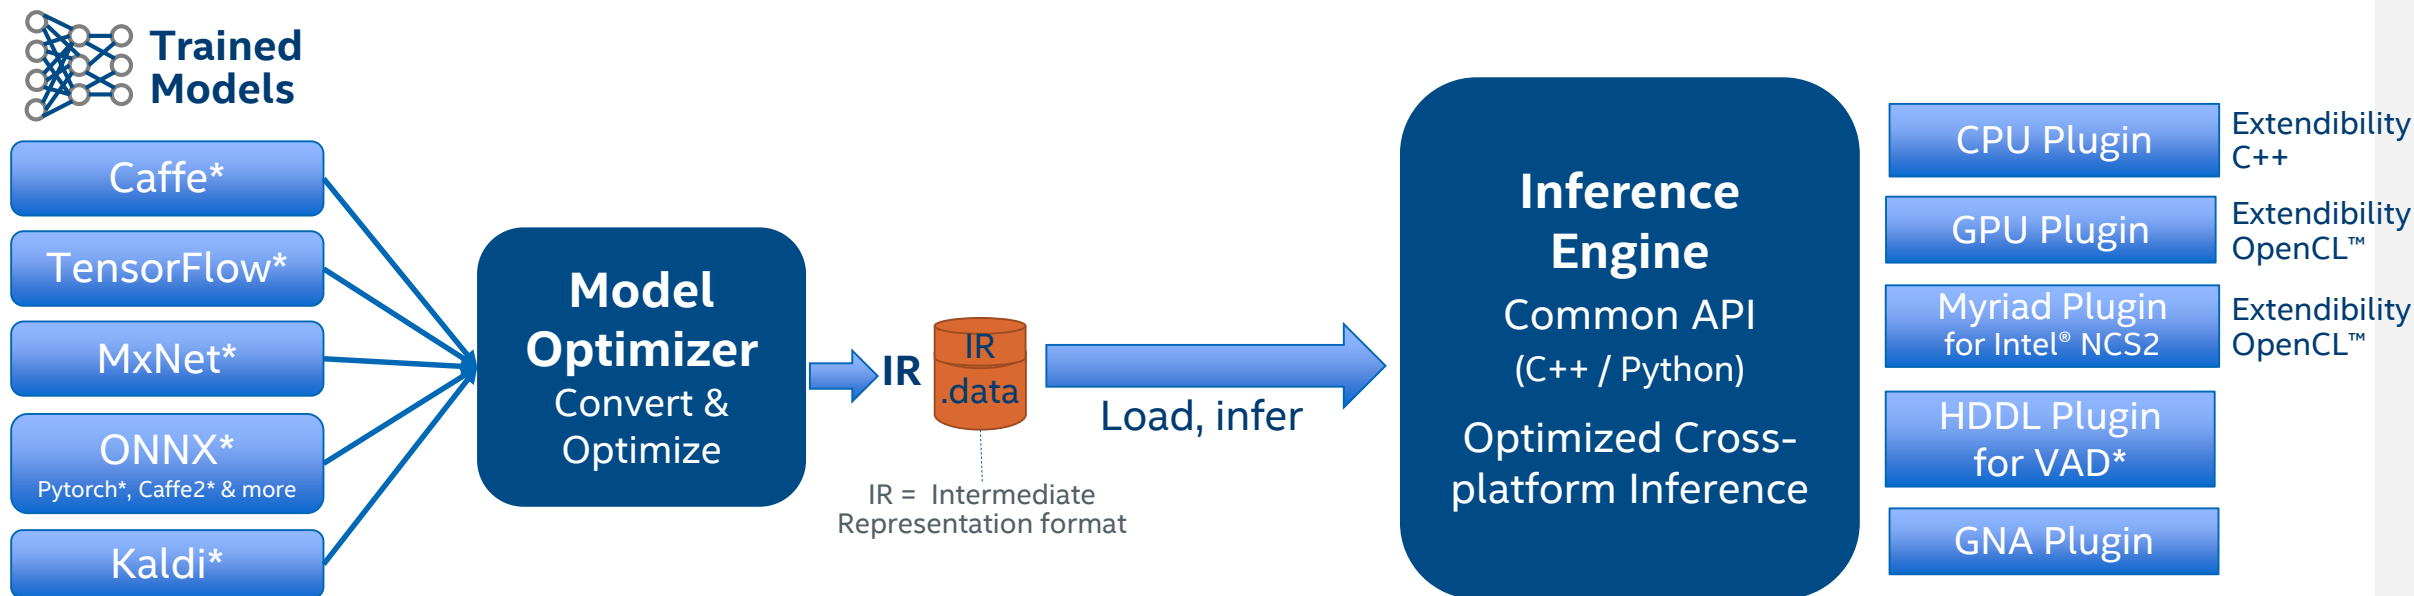 Trained
Models
Caffe*
TensorFlow*
MxNet*
ONNX*
Pytorch*, Caffe2* & more
Kaldi*
Model
Optimizer
Convert &
Optimize
IR
IR
.data
IR = Intermediate
Representation format
Load, infer
Inference
Engine
Common API
(C++ / Python)
Optimized Cross-
platform Inference
CPU Plugin
Extendibility
C++
GPU Plugin
Extendibility
OpenCL™
Myriad Plugin
for Intel® NCS2
Extendibility
OpenCL™
HDDL Plugin
for VAD*
GNA Plugin